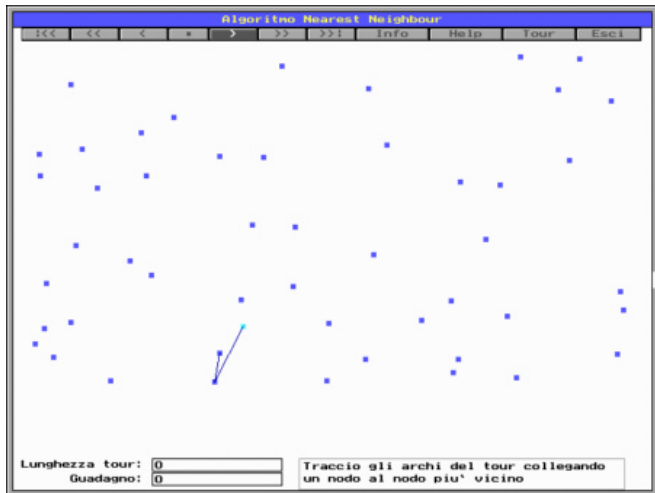 Algoritmo Nearest Neighbour
:<< << < ▪ > >> >>: Info Help Tour Esci
Lunghezza tour: 0
Guadagno: 0
Traccio gli archi del tour collegando
un nodo al nodo piu' vicino